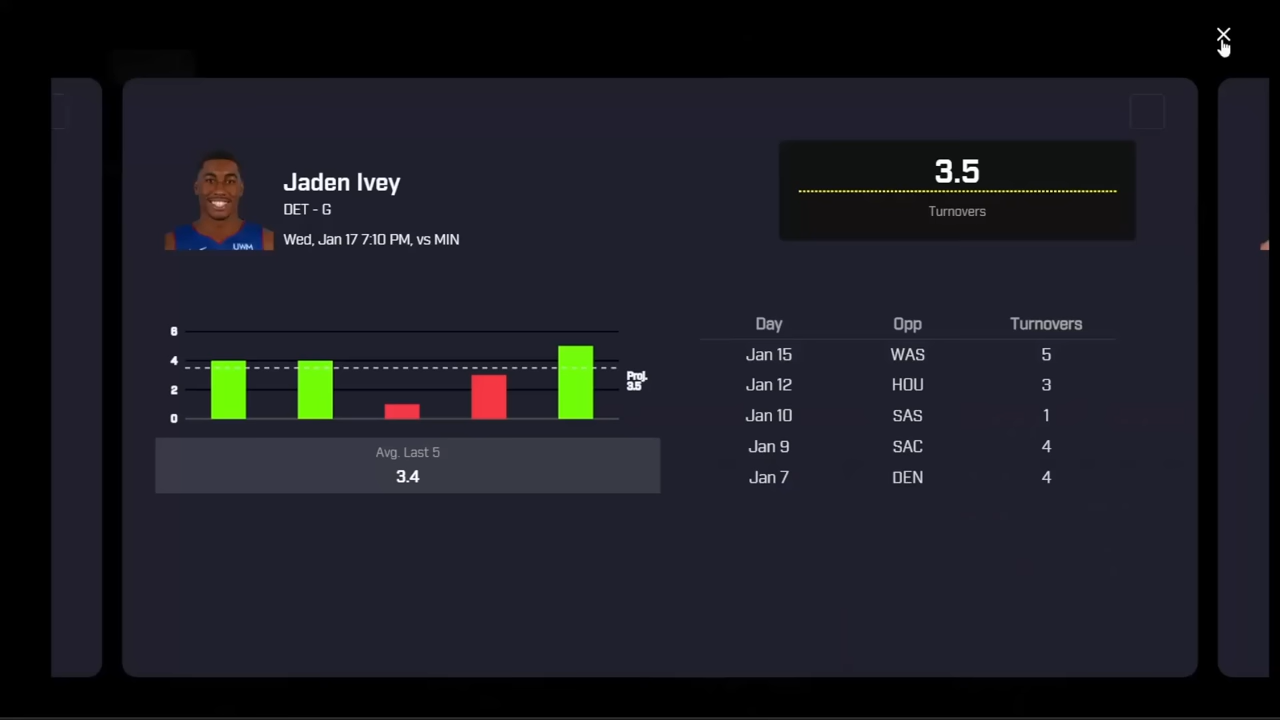 Jaden Ivey
DET - G
Wed, Jan 17 7:10 PM, vs MIN
UWM
3.5
Turnovers
6
4
2
0
Proj.
3.5
Avg. Last 5
3.4
Day Opp Turnovers
Jan 15 WAS 5
Jan 12 HOU 3
Jan 10 SAS 1
Jan 9 SAC 4
Jan 7 DEN 4